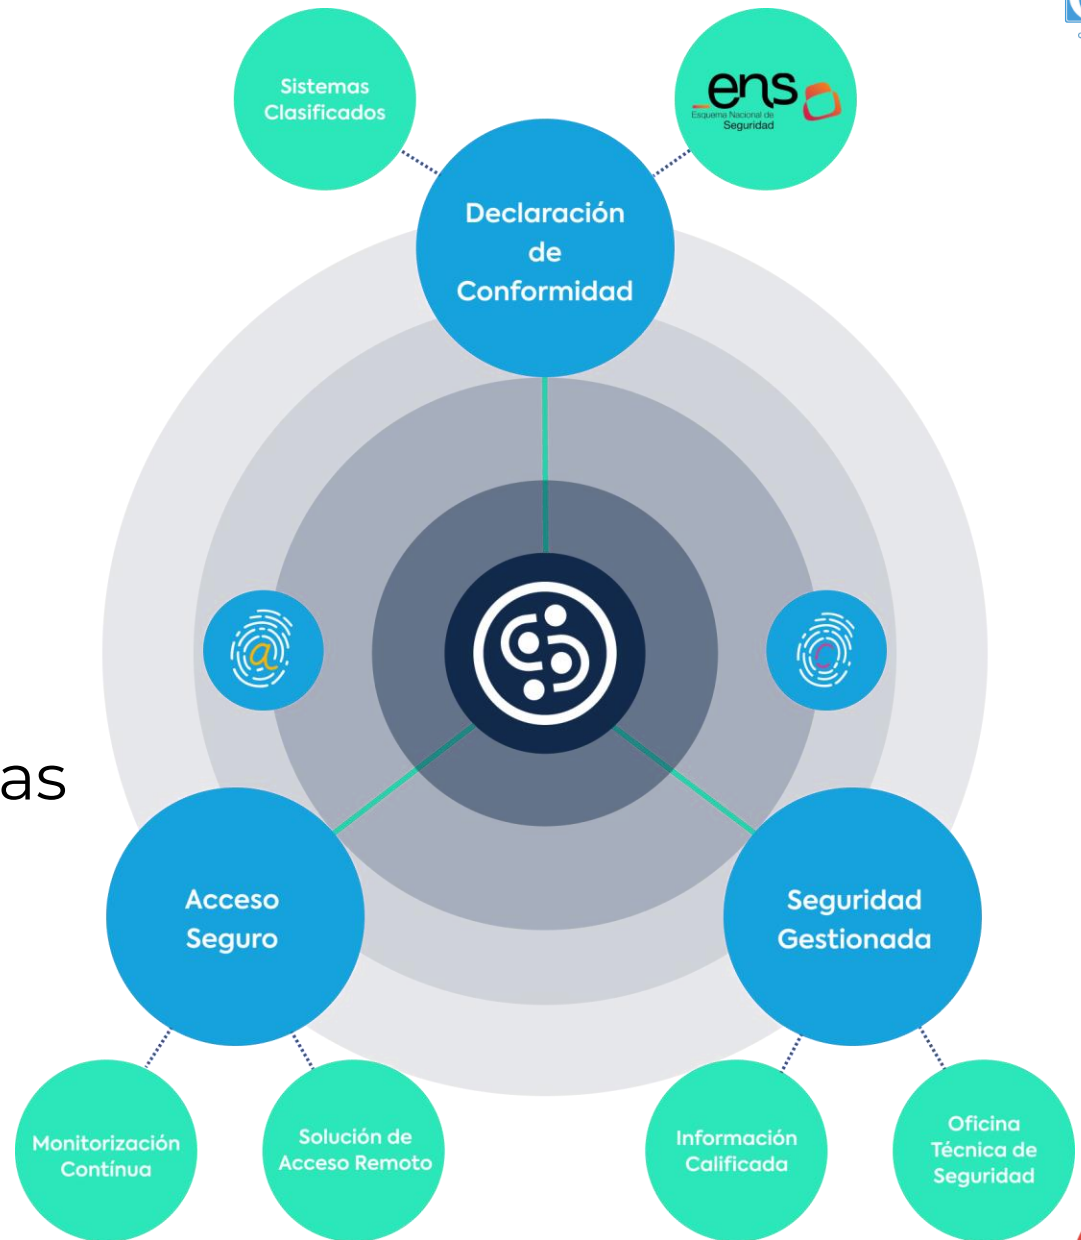 Sistemas
Clasificados
ens
Esquema Nacional de
Seguridad
Declaración
de
Conformidad
a
c
as
Acceso
Seguro
Seguridad
Gestionada
Monitorización
Contínua
Solución de
Acceso Remoto
Información
Calificada
Oficina
Técnica de
Seguridad